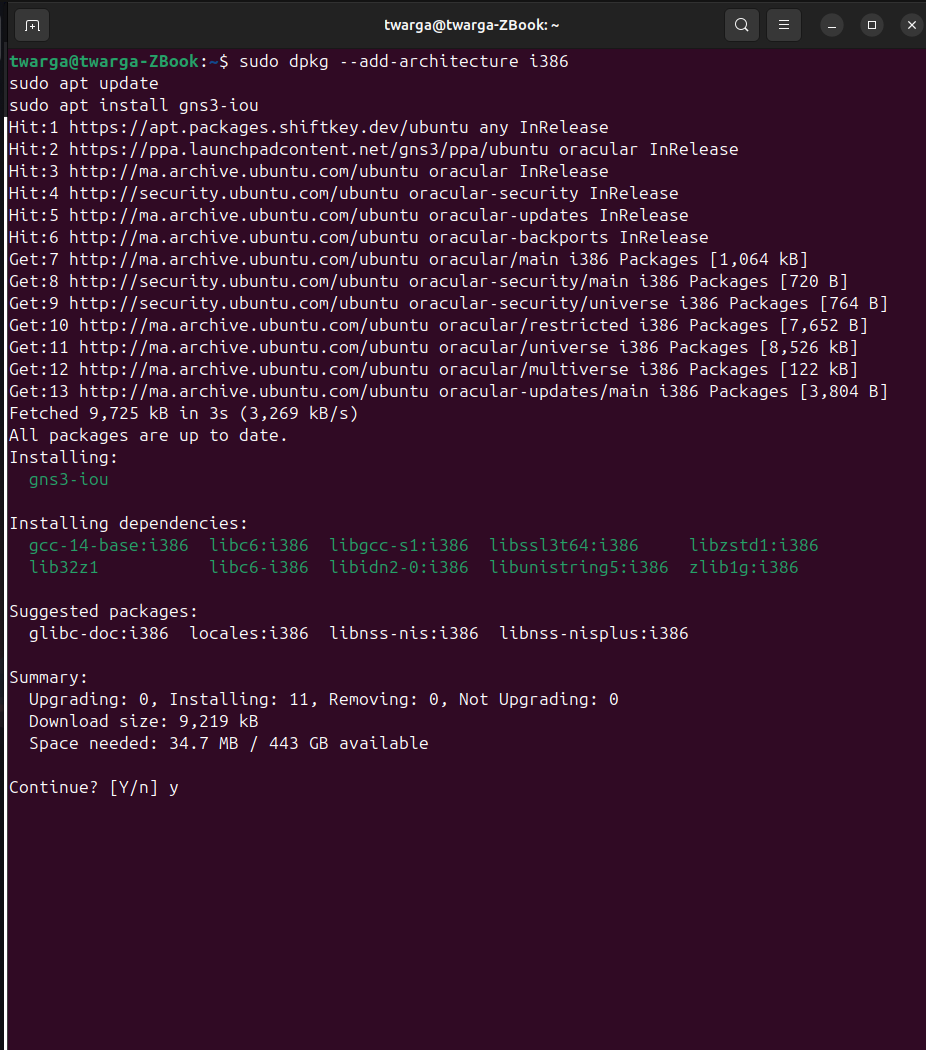 twarga@twarga-ZBook: ~
twarga@twarga-ZBook:~$ sudo dpkg --add-architecture i386
sudo apt update
sudo apt install gns3-iou
Hit:1 https://apt.packages.shiftkey.dev/ubuntu any InRelease
Hit:2 https://ppa.launchpadcontent.net/gns3/ppa/ubuntu oracular InRelease
Hit:3 http://ma.archive.ubuntu.com/ubuntu oracular InRelease
Hit:4 http://security.ubuntu.com/ubuntu oracular-security InRelease
Hit:5 http://ma.archive.ubuntu.com/ubuntu oracular-updates InRelease
Hit:6 http://ma.archive.ubuntu.com/ubuntu oracular-backports InRelease
Get:7 http://ma.archive.ubuntu.com/ubuntu oracular/main i386 Packages [1,064 kB]
Get:8 http://security.ubuntu.com/ubuntu oracular-security/main i386 Packages [720 B]
Get:9 http://security.ubuntu.com/ubuntu oracular-security/universe i386 Packages [764 B]
Get:10 http://ma.archive.ubuntu.com/ubuntu oracular/restricted i386 Packages [7,652 B]
Get:11 http://ma.archive.ubuntu.com/ubuntu oracular/universe i386 Packages [8,526 kB]
Get:12 http://ma.archive.ubuntu.com/ubuntu oracular/multiverse i386 Packages [122 kB]
Get:13 http://ma.archive.ubuntu.com/ubuntu oracular-updates/main i386 Packages [3,804 B]
Fetched 9,725 kB in 3s (3,269 kB/s)
All packages are up to date.
Installing:
  gns3-iou

Installing dependencies:
  gcc-14-base:i386  libc6:i386  libgcc-s1:i386  libssl3t64:i386     libzstd1:i386
  lib32z1           libc6-i386  libidn2-0:i386  libunistring5:i386  zlib1g:i386

Suggested packages:
  glibc-doc:i386  locales:i386  libnss-nis:i386  libnss-nisplus:i386

Summary:
  Upgrading: 0, Installing: 11, Removing: 0, Not Upgrading: 0
  Download size: 9,219 kB
  Space needed: 34.7 MB / 443 GB available

Continue? [Y/n] y